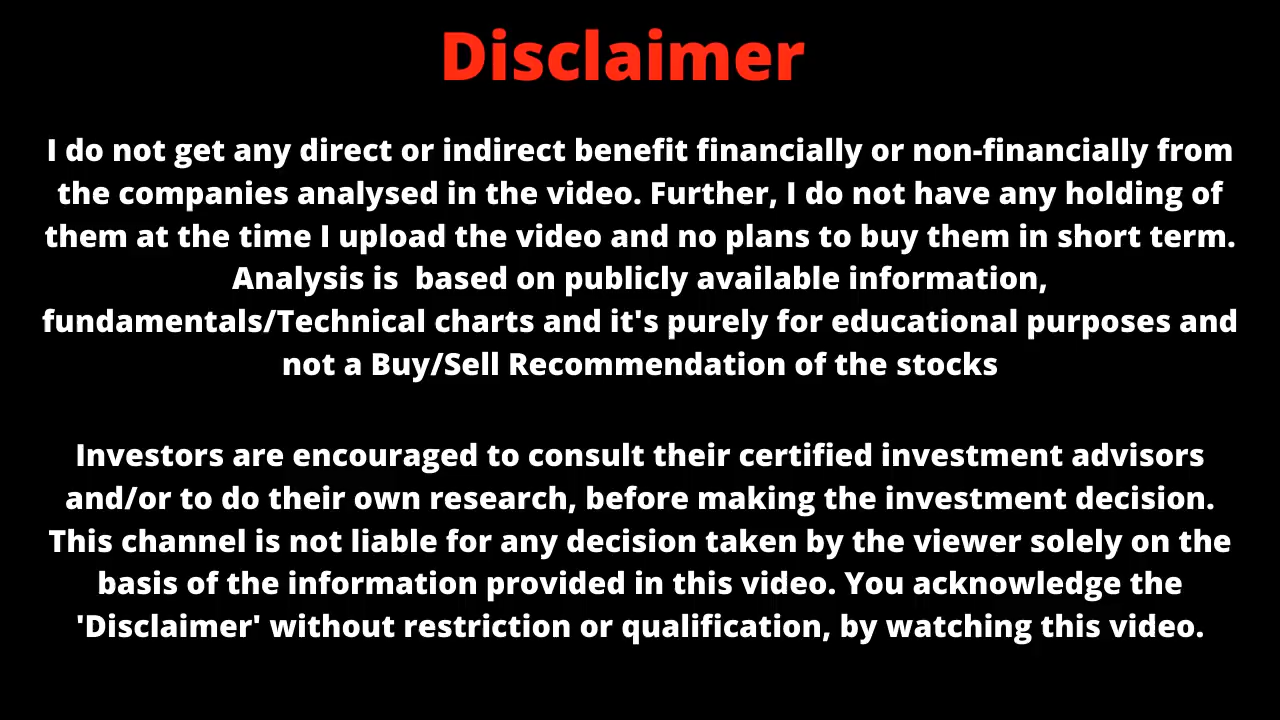 Disclaimer
I do not get any direct or indirect benefit financially or non-financially from
the companies analysed in the video. Further, I do not have any holding of
them at the time I upload the video and no plans to buy them in short term.
Analysis is  based on publicly available information,
fundamentals/Technical charts and it's purely for educational purposes and
not a Buy/Sell Recommendation of the stocks
Investors are encouraged to consult their certified investment advisors
and/or to do their own research, before making the investment decision.
This channel is not liable for any decision taken by the viewer solely on the
basis of the information provided in this video. You acknowledge the
'Disclaimer' without restriction or qualification, by watching this video.